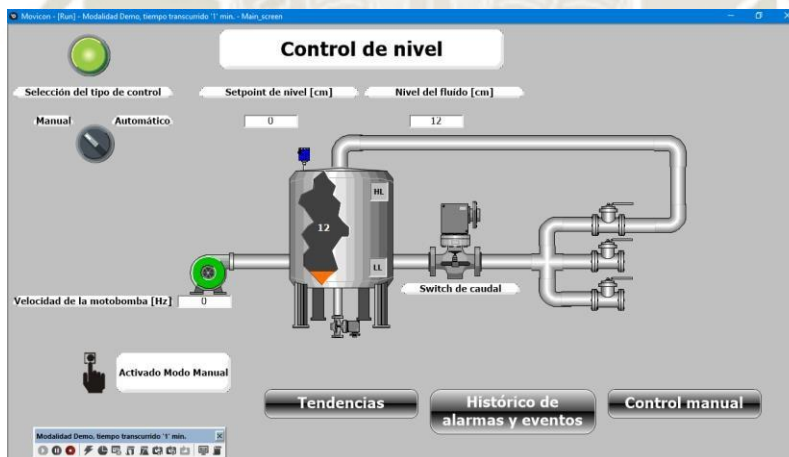 Movicon - [Run] - Modalidad Demo, tiempo transcurrido '1' min. - Main_screen
Control de nivel
Selección del tipo de control
Setpoint de nivel [cm]
Nivel del fluído [cm]
Manual
Automático
0
12
HL
12
LL
Switch de caudal
Velocidad de la motobomba [Hz]
0
Activado Modo Manual
Tendencias
Histórico de
alarmas y eventos
Control manual
Modalidad Demo, tiempo transcurrido '1' min.